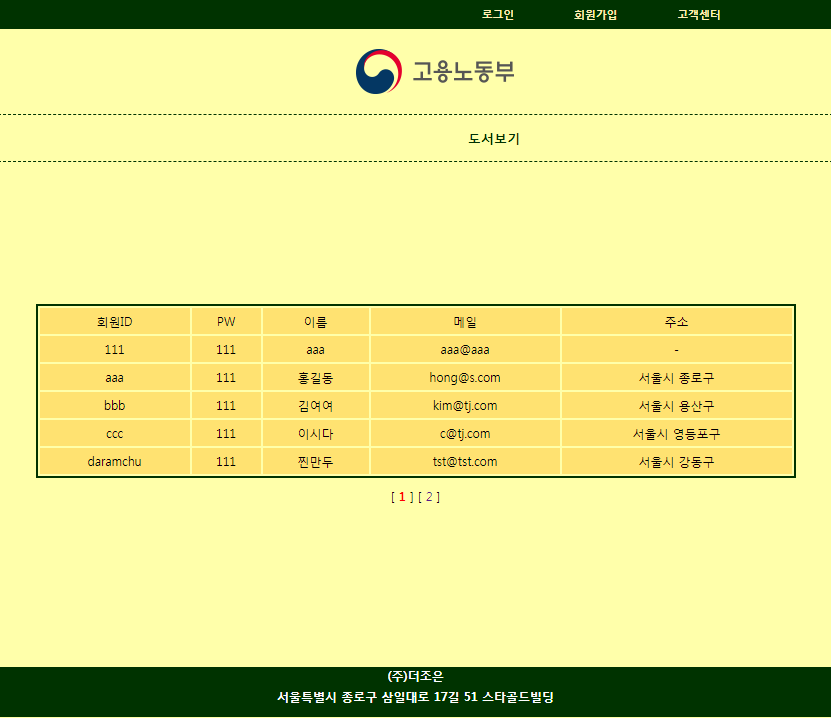 로그인 회원가입 고객센터
고용노동부
도서보기
회원ID PW 이름 메일 주소
111 111 aaa aaa@aaa -
aaa 111 홍길동 hong@s.com 서울시 종로구
bbb 111 김여여 kim@tj.com 서울시 용산구
ccc 111 이시다 c@tj.com 서울시 영등포구
daramchu 111 찐만두 tst@tst.com 서울시 강동구
[ 1 ] [ 2 ]
(주)더조은
서울특별시 종로구 삼일대로 17길 51 스타골드빌딩